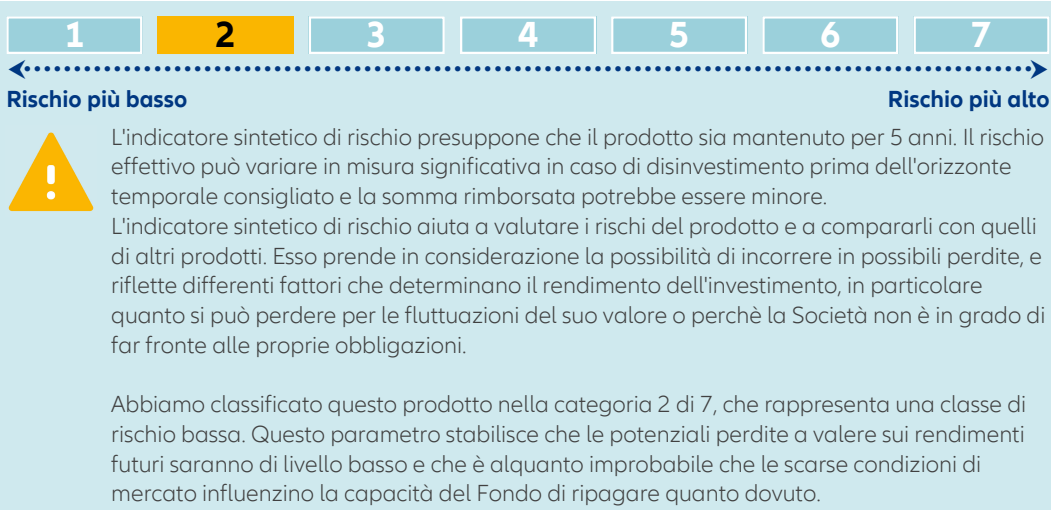 1 2 3 4 5 6 7
Rischio più basso Rischio più alto
L'indicatore sintetico di rischio presuppone che il prodotto sia mantenuto per 5 anni. Il rischio
effettivo può variare in misura significativa in caso di disinvestimento prima dell'orizzonte
temporale consigliato e la somma rimborsata potrebbe essere minore.
L'indicatore sintetico di rischio aiuta a valutare i rischi del prodotto e a compararli con quelli
di altri prodotti. Esso prende in considerazione la possibilità di incorrere in possibili perdite, e
riflette differenti fattori che determinano il rendimento dell'investimento, in particolare
quanto si può perdere per le fluttuazioni del suo valore o perchè la Società non è in grado di
far fronte alle proprie obbligazioni.
Abbiamo classificato questo prodotto nella categoria 2 di 7, che rappresenta una classe di
rischio bassa. Questo parametro stabilisce che le potenziali perdite a valere sui rendimenti
futuri saranno di livello basso e che è alquanto improbabile che le scarse condizioni di
mercato influenzino la capacità del Fondo di ripagare quanto dovuto.